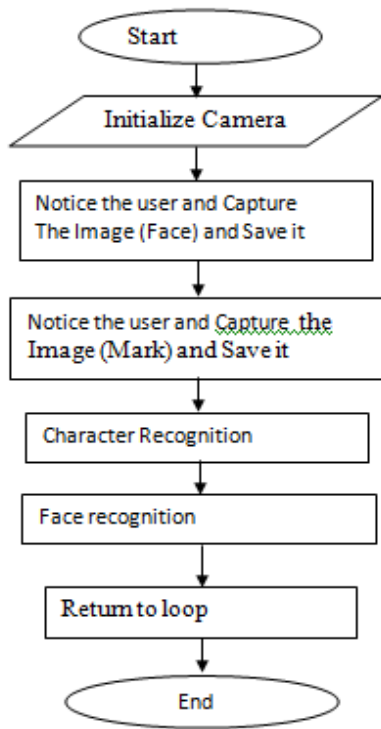 Start
Initialize Camera
Notice the user and Capture
The Image (Face) and Save it
Notice the user and Capture the
Image (Mark) and Save it
Character Recognition
Face recognition
Return to loop
End